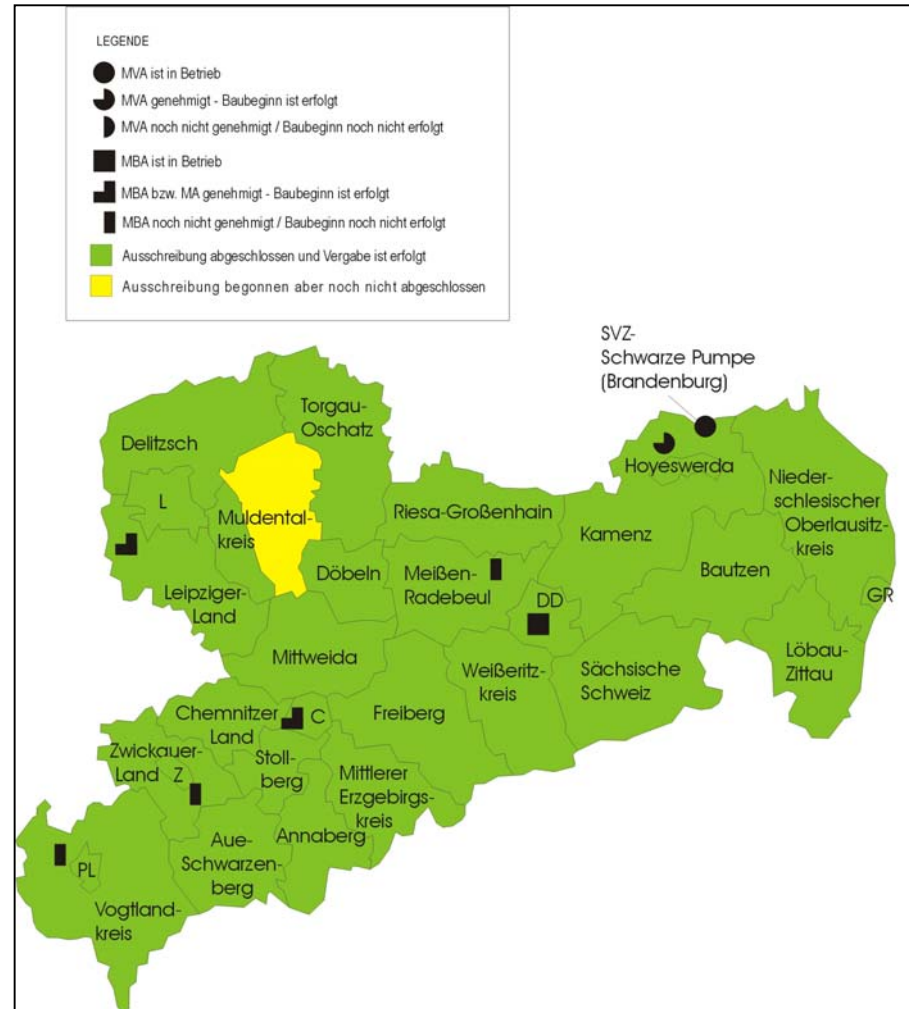 LEGENDE
MVA ist in Betrieb
MVA genehmigt - Baubeginn ist erfolgt
MVA noch nicht genehmigt / Baubeginn noch nicht erfolgt
MBA ist in Betrieb
MBA bzw. MA genehmigt - Baubeginn ist erfolgt
MBA noch nicht genehmigt / Baubeginn noch nicht erfolgt
Ausschreibung abgeschlossen und Vergabe ist erfolgt
Ausschreibung begonnen aber noch nicht abgeschlossen
SVZ-
Schwarze Pumpe
(Brandenburg)
Torgau-
Oschatz
Delitzsch
L
Muldental-
kreis
Hoyeswerda
Nieder-
schlesischer
Oberlausitz-
kreis
Riesa-Großenhain
Kamenz
Döbeln
Meißen-
Radebeul
Bautzen
Leipziger-
Land
DD
GR
Mittweida
Weißeritz-
kreis
Sächsische
Schweiz
Löbau-
Zittau
Chemnitzer
Land
C
Freiberg
Zwickauer-
Land
Z
Stoll-
berg
Mittlerer
Erzgebirgs-
kreis
Annaberg
Aue-
Schwarzen-
berg
PL
Vogtland-
kreis